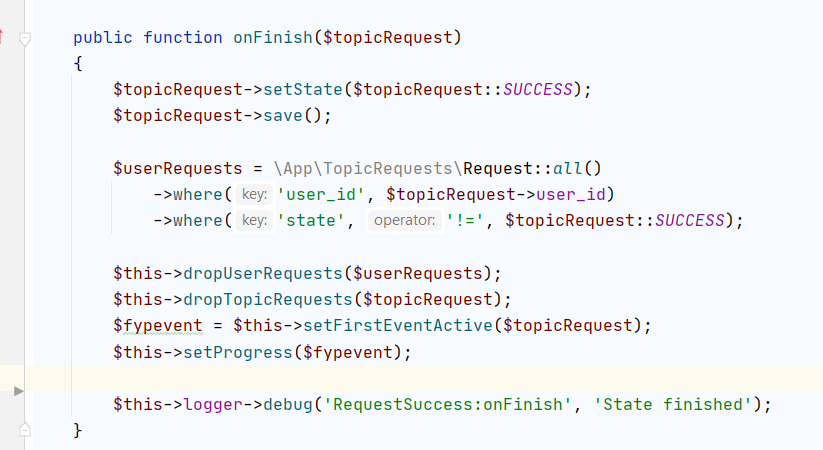 public function onFinish($topicRequest)
{
$topicRequest->setState($topicRequest::SUCCESS);
$topicRequest->save();
$userRequests = \App\TopicRequests\Request::all()
->where( key: 'user_id', $topicRequest->user_id)
->where( key: 'state', operator: '!=', $topicRequest::SUCCESS);
$this->dropUserRequests($userRequests);
$this->dropTopicRequests($topicRequest);
$fypevent = $this->setFirstEventActive($topicRequest);
$this->setProgress($fypevent);
$this->logger->debug('RequestSuccess:onFinish', 'State finished');
}